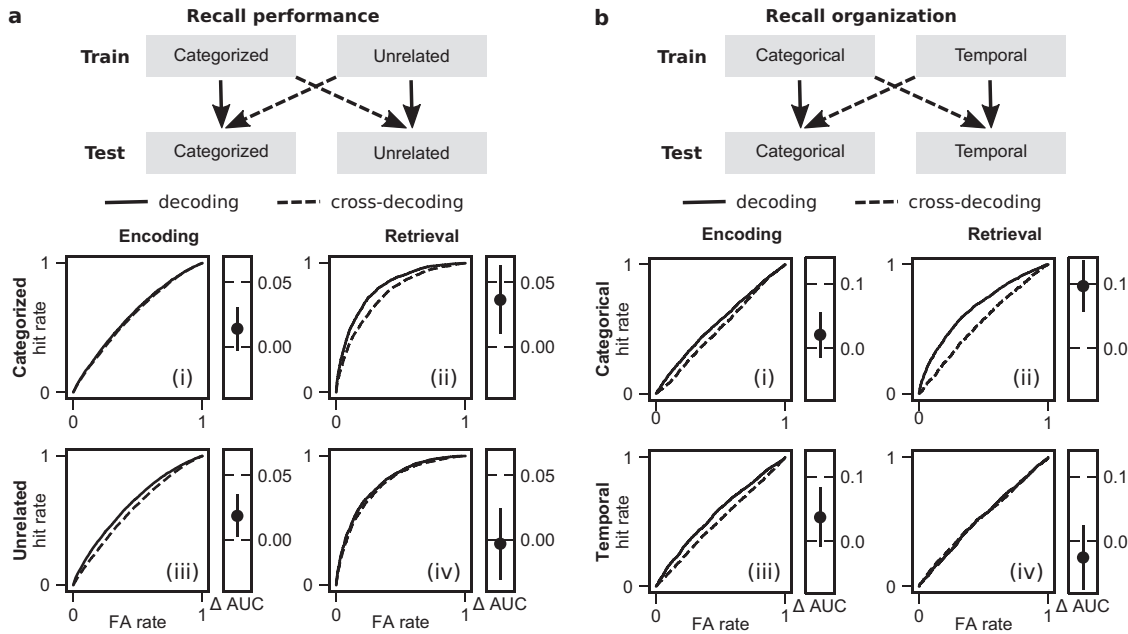 a
Recall performance
Train
Categorized
Unrelated
Test
Categorized
Unrelated
decoding
cross-decoding
Encoding
Retrieval
Categorized
hit rate
1
0
0
1
(i)
0.05
0.00
0
1
(ii)
0.05
0.00
Unrelated
hit rate
1
0
0
1
(iii)
0.05
0.00
FA rate
Δ AUC
0
1
(iv)
0.05
0.00
FA rate
Δ AUC
b
Recall organization
Train
Categorical
Temporal
Test
Categorical
Temporal
decoding
cross-decoding
Encoding
Retrieval
Categorical
hit rate
1
0
0
1
(i)
0.1
0.0
1
0
0
1
(ii)
0.1
0.0
Temporal
hit rate
1
0
0
1
(iii)
0.1
0.0
FA rate
Δ AUC
1
0
0
1
(iv)
0.1
0.0
FA rate
Δ AUC